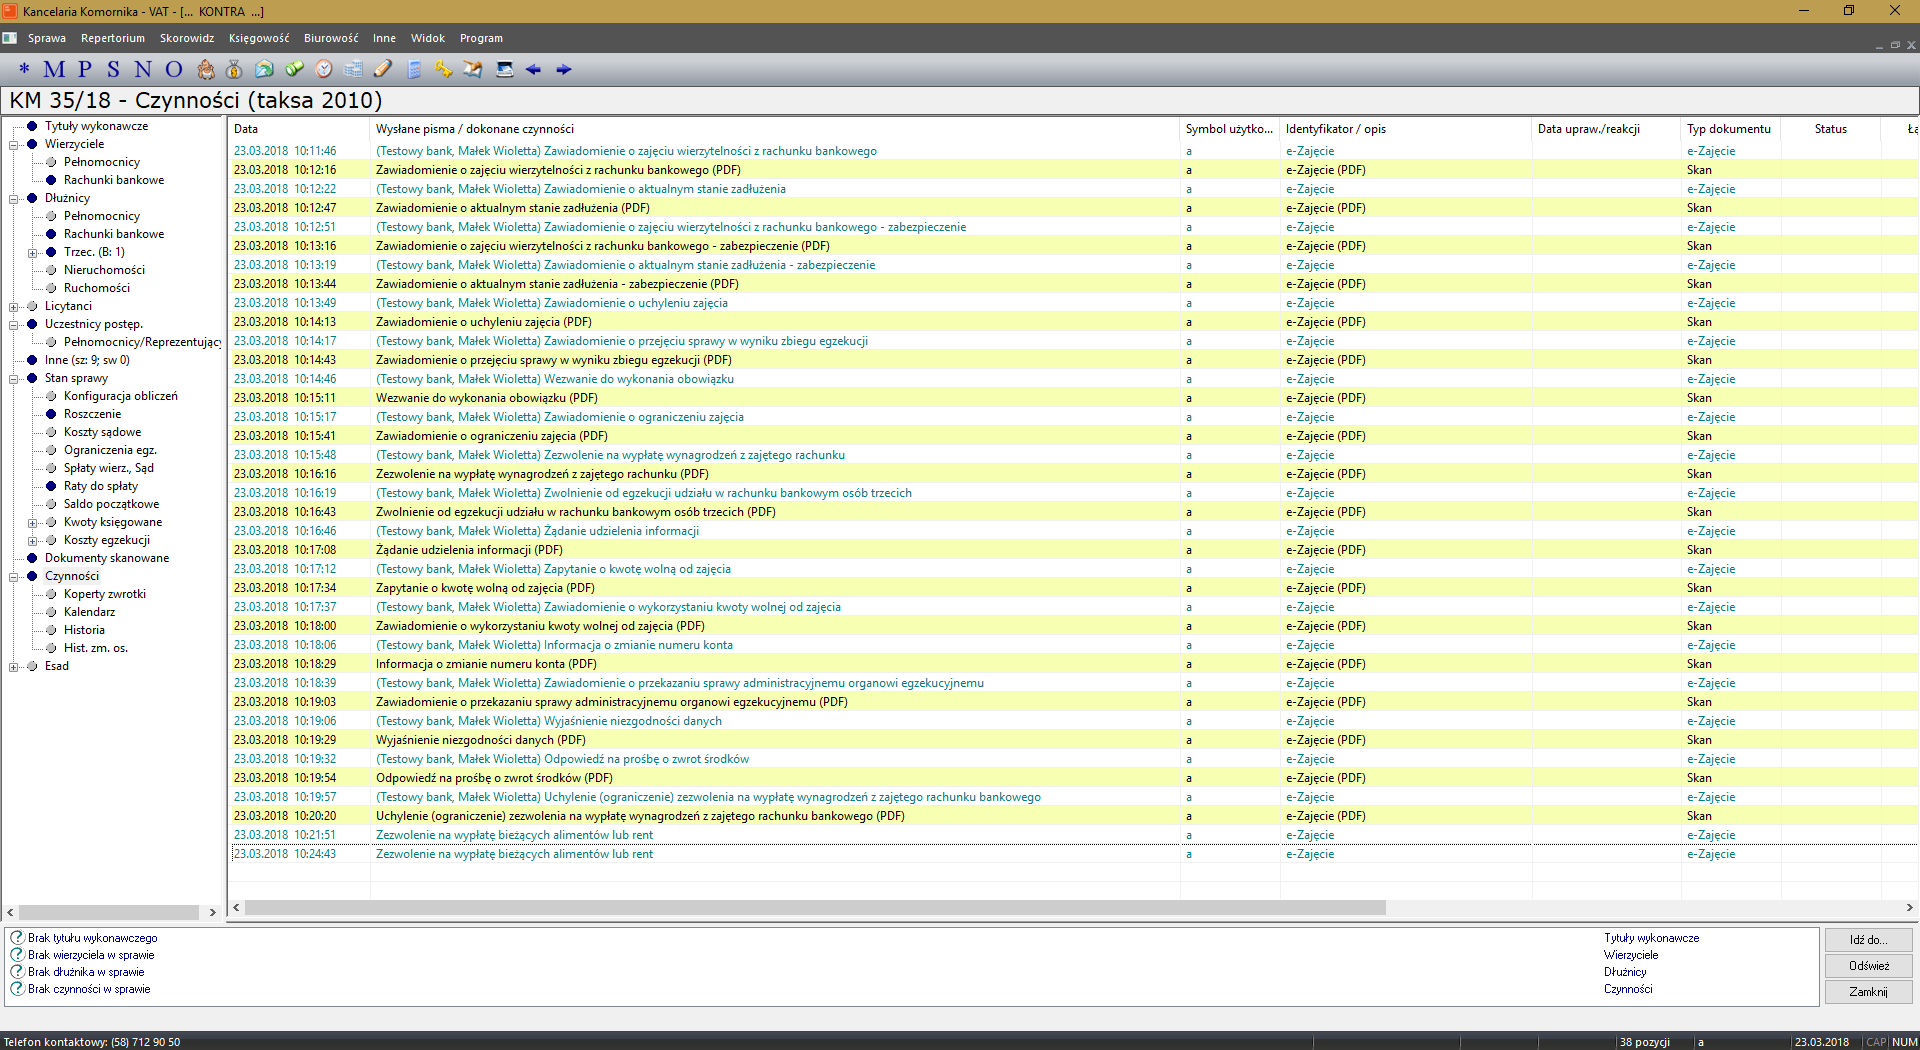 Kancelaria Komornika - VAT - [... KONTRA ...]
Sprawa Repertorium Skorowidz Księgowość Biurowość Inne Widok Program
* M P S N O
KM 35/18 - Czynności (taksa 2010)
Tytuły wykonawcze
Wierzyciele
Pełnomocnicy
Rachunki bankowe
Dłużnicy
Pełnomocnicy
Rachunki bankowe
Trzec. (B: 1)
Nieruchomości
Ruchomości
Licytanci
Uczestnicy postęp.
Pełnomocnicy/Reprezentując
Inne (sz: 9; sw 0)
Stan sprawy
Konfiguracja obliczeń
Roszczenie
Koszty sądowe
Ograniczenia egz.
Spłaty wierz., Sąd
Raty do spłaty
Saldo początkowe
Kwoty księgowane
Koszty egzekucji
Dokumenty skanowane
Czynności
Koperty zwrotki
Kalendarz
Historia
Hist. zm. os.
Esad
Data Wysłane pisma / dokonane czynności Symbol użytko... Identyfikator / opis Data upraw./reakcji Typ dokumentu Status Łą
23.03.2018 10:11:46 (Testowy bank, Małek Wioletta) Zawiadomienie o zajęciu wierzytelności z rachunku bankowego a e-Zajęcie e-Zajęcie
23.03.2018 10:12:16 Zawiadomienie o zajęciu wierzytelności z rachunku bankowego (PDF) a e-Zajęcie (PDF) Skan
23.03.2018 10:12:22 (Testowy bank, Małek Wioletta) Zawiadomienie o aktualnym stanie zadłużenia a e-Zajęcie e-Zajęcie
23.03.2018 10:12:47 Zawiadomienie o aktualnym stanie zadłużenia (PDF) a e-Zajęcie (PDF) Skan
23.03.2018 10:12:51 (Testowy bank, Małek Wioletta) Zawiadomienie o zajęciu wierzytelności z rachunku bankowego - zabezpieczenie a e-Zajęcie e-Zajęcie
23.03.2018 10:13:16 Zawiadomienie o zajęciu wierzytelności z rachunku bankowego - zabezpieczenie (PDF) a e-Zajęcie (PDF) Skan
23.03.2018 10:13:19 (Testowy bank, Małek Wioletta) Zawiadomienie o aktualnym stanie zadłużenia - zabezpieczenie a e-Zajęcie e-Zajęcie
23.03.2018 10:13:44 Zawiadomienie o aktualnym stanie zadłużenia - zabezpieczenie (PDF) a e-Zajęcie (PDF) Skan
23.03.2018 10:13:49 (Testowy bank, Małek Wioletta) Zawiadomienie o uchyleniu zajęcia a e-Zajęcie e-Zajęcie
23.03.2018 10:14:13 Zawiadomienie o uchyleniu zajęcia (PDF) a e-Zajęcie (PDF) Skan
23.03.2018 10:14:17 (Testowy bank, Małek Wioletta) Zawiadomienie o przejęciu sprawy w wyniku zbiegu egzekucji a e-Zajęcie e-Zajęcie
23.03.2018 10:14:43 Zawiadomienie o przejęciu sprawy w wyniku zbiegu egzekucji (PDF) a e-Zajęcie (PDF) Skan
23.03.2018 10:14:46 (Testowy bank, Małek Wioletta) Wezwanie do wykonania obowiązku a e-Zajęcie e-Zajęcie
23.03.2018 10:15:11 Wezwanie do wykonania obowiązku (PDF) a e-Zajęcie (PDF) Skan
23.03.2018 10:15:17 (Testowy bank, Małek Wioletta) Zawiadomienie o ograniczeniu zajęcia a e-Zajęcie e-Zajęcie
23.03.2018 10:15:41 Zawiadomienie o ograniczeniu zajęcia (PDF) a e-Zajęcie (PDF) Skan
23.03.2018 10:15:48 (Testowy bank, Małek Wioletta) Zezwolenie na wypłatę wynagrodzeń z zajętego rachunku a e-Zajęcie e-Zajęcie
23.03.2018 10:16:16 Zezwolenie na wypłatę wynagrodzeń z zajętego rachunku (PDF) a e-Zajęcie (PDF) Skan
23.03.2018 10:16:19 (Testowy bank, Małek Wioletta) Zwolnienie od egzekucji udziału w rachunku bankowym osób trzecich a e-Zajęcie e-Zajęcie
23.03.2018 10:16:43 Zwolnienie od egzekucji udziału w rachunku bankowym osób trzecich (PDF) a e-Zajęcie (PDF) Skan
23.03.2018 10:16:46 (Testowy bank, Małek Wioletta) Żądanie udzielenia informacji a e-Zajęcie e-Zajęcie
23.03.2018 10:17:08 Żądanie udzielenia informacji (PDF) a e-Zajęcie (PDF) Skan
23.03.2018 10:17:12 (Testowy bank, Małek Wioletta) Zapytanie o kwotę wolną od zajęcia a e-Zajęcie e-Zajęcie
23.03.2018 10:17:34 Zapytanie o kwotę wolną od zajęcia (PDF) a e-Zajęcie (PDF) Skan
23.03.2018 10:17:37 (Testowy bank, Małek Wioletta) Zawiadomienie o wykorzystaniu kwoty wolnej od zajęcia a e-Zajęcie e-Zajęcie
23.03.2018 10:18:00 Zawiadomienie o wykorzystaniu kwoty wolnej od zajęcia (PDF) a e-Zajęcie (PDF) Skan
23.03.2018 10:18:06 (Testowy bank, Małek Wioletta) Informacja o zmianie numeru konta a e-Zajęcie e-Zajęcie
23.03.2018 10:18:29 Informacja o zmianie numeru konta (PDF) a e-Zajęcie (PDF) Skan
23.03.2018 10:18:39 (Testowy bank, Małek Wioletta) Zawiadomienie o przekazaniu sprawy administracyjnemu organowi egzekucyjnemu a e-Zajęcie e-Zajęcie
23.03.2018 10:19:03 Zawiadomienie o przekazaniu sprawy administracyjnemu organowi egzekucyjnemu (PDF) a e-Zajęcie (PDF) Skan
23.03.2018 10:19:06 (Testowy bank, Małek Wioletta) Wyjaśnienie niezgodności danych a e-Zajęcie e-Zajęcie
23.03.2018 10:19:29 Wyjaśnienie niezgodności danych (PDF) a e-Zajęcie (PDF) Skan
23.03.2018 10:19:32 (Testowy bank, Małek Wioletta) Odpowiedź na prośbę o zwrot środków a e-Zajęcie e-Zajęcie
23.03.2018 10:19:54 Odpowiedź na prośbę o zwrot środków (PDF) a e-Zajęcie (PDF) Skan
23.03.2018 10:19:57 (Testowy bank, Małek Wioletta) Uchylenie (ograniczenie) zezwolenia na wypłatę wynagrodzeń z zajętego rachunku bankowego a e-Zajęcie e-Zajęcie
23.03.2018 10:20:20 Uchylenie (ograniczenie) zezwolenia na wypłatę wynagrodzeń z zajętego rachunku bankowego (PDF) a e-Zajęcie (PDF) Skan
23.03.2018 10:21:51 Zezwolenie na wypłatę bieżących alimentów lub rent a e-Zajęcie e-Zajęcie
23.03.2018 10:24:43 Zezwolenie na wypłatę bieżących alimentów lub rent a e-Zajęcie e-Zajęcie
Brak tytułu wykonawczego Tytuły wykonawcze
Brak wierzyciela w sprawie Wierzyciele
Brak dłużnika w sprawie Dłużnicy
Brak czynności w sprawie Czynności
Idź do...
Odśwież
Zamknij
Telefon kontaktowy: (58) 712 90 50 38 pozycji a 23.03.2018 CAP NUM